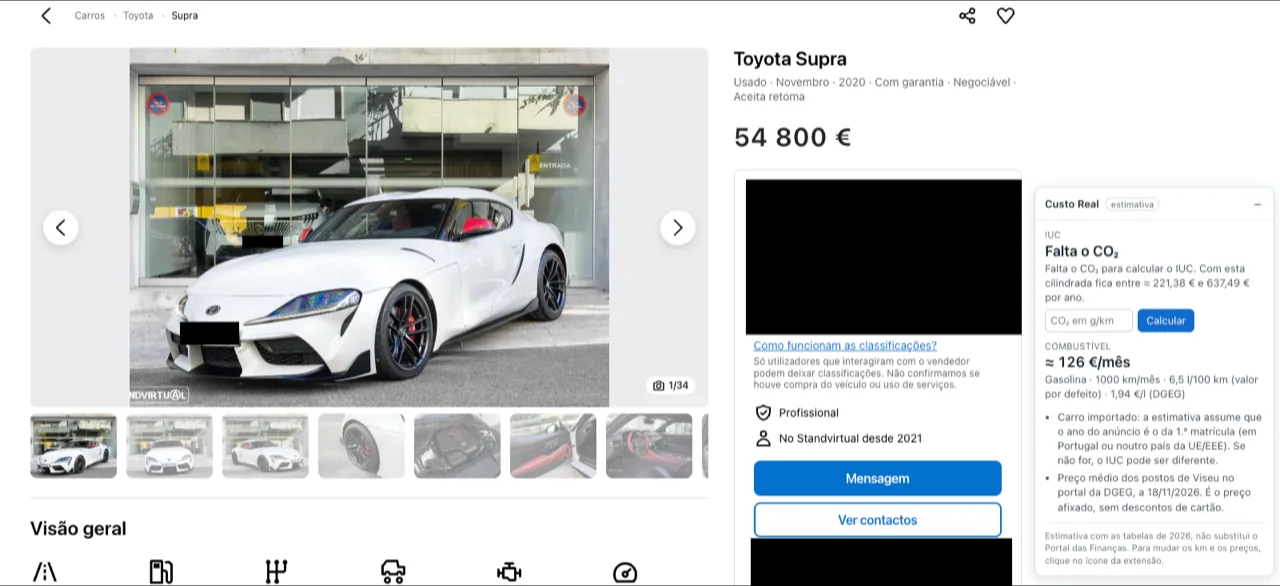 Carros · Toyota · Supra
14
ENTRADA
NDVIRTUAL
1/34
Visão geral
Toyota Supra
Usado · Novembro · 2020 · Com garantia · Negociável ·
Aceita retoma
54 800 €
Como funcionam as classificações?
Só utilizadores que interagiram com o vendedor
podem deixar classificações. Não confirmamos se
houve compra do veículo ou uso de serviços.
Profissional
No Standvirtual desde 2021
Mensagem
Ver contactos
Custo Real estimativa −
IUC
Falta o CO₂
Falta o CO₂ para calcular o IUC. Com esta
cilindrada fica entre ≈ 221,38 € e 637,49 €
por ano.
CO₂ em g/km Calcular
COMBUSTÍVEL
≈ 126 €/mês
Gasolina · 1000 km/mês · 6,5 l/100 km (valor
por defeito) · 1,94 €/l (DGEG)
• Carro importado: a estimativa assume que
o ano do anúncio é o da 1.ª matrícula (em
Portugal ou noutro país da UE/EEE). Se
não for, o IUC pode ser diferente.
• Preço médio dos postos de Viseu no
portal da DGEG, a 18/11/2026. É o preço
afixado, sem descontos de cartão.
Estimativa com as tabelas de 2026, não substitui o
Portal das Finanças. Para mudar os km e os preços,
clique no ícone da extensão.